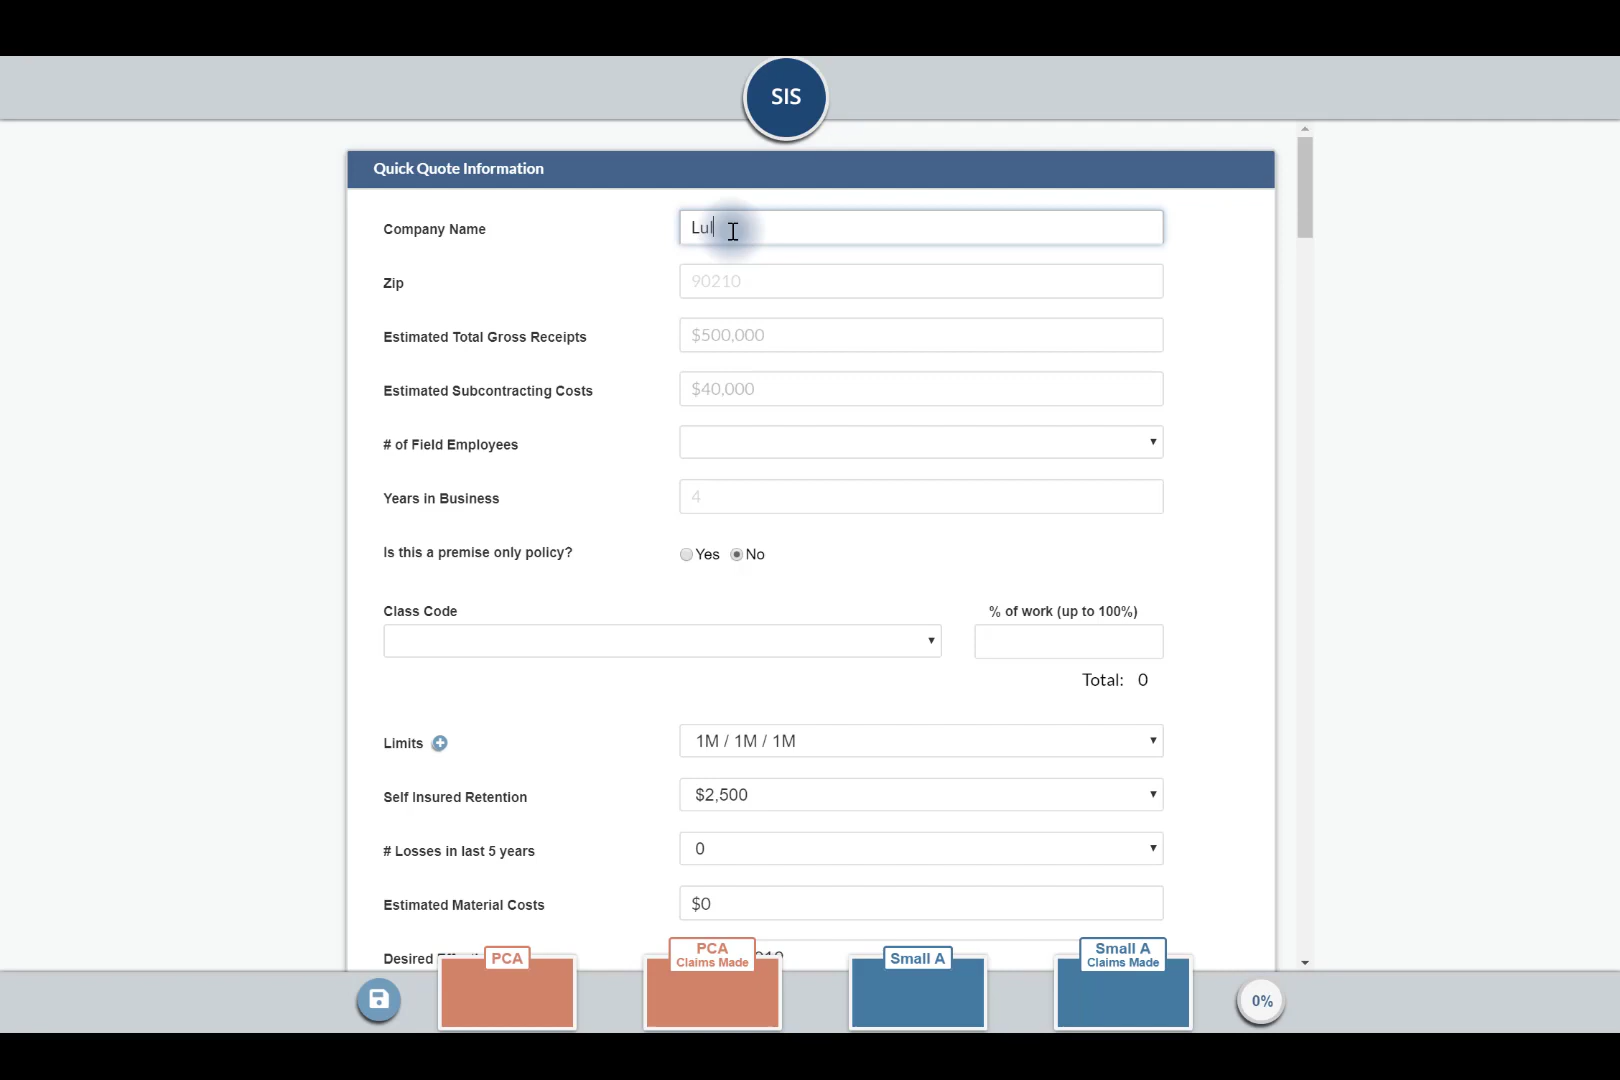 SIS
Quick Quote Information
Company Name
Lul
Zip
90210
Estimated Total Gross Receipts
$500,000
Estimated Subcontracting Costs
$40,000
# of Field Employees
Years in Business
4
Is this a premise only policy?
Yes No
Class Code
% of work (up to 100%)
Total: 0
Limits
1M / 1M / 1M
Self Insured Retention
$2,500
# Losses in last 5 years
0
Estimated Material Costs
$0
Desired
PCA
PCA
Claims Made
Small A
Small A
Claims Made
0%